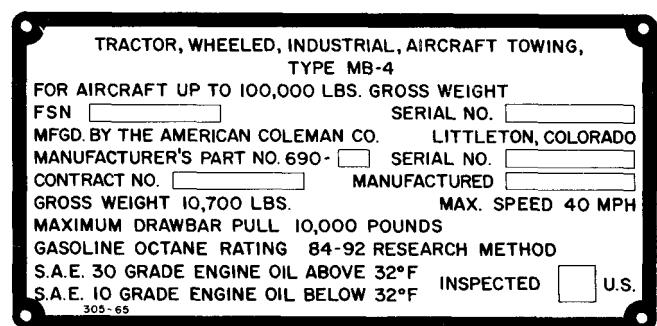 TRACTOR, WHEELED, INDUSTRIAL, AIRCRAFT TOWING,
TYPE MB-4
FOR AIRCRAFT UP TO 100,000 LBS. GROSS WEIGHT
FSN SERIAL NO.
MFGD. BY THE AMERICAN COLEMAN CO. LITTLETON, COLORADO
MANUFACTURER'S PART NO. 690- SERIAL NO.
CONTRACT NO. MANUFACTURED
GROSS WEIGHT 10,700 LBS. MAX. SPEED 40 MPH
MAXIMUM DRAWBAR PULL 10,000 POUNDS
GASOLINE OCTANE RATING 84-92 RESEARCH METHOD
S.A.E. 30 GRADE ENGINE OIL ABOVE 32°F
S.A.E. 10 GRADE ENGINE OIL BELOW 32°F
INSPECTED U.S.
305-65